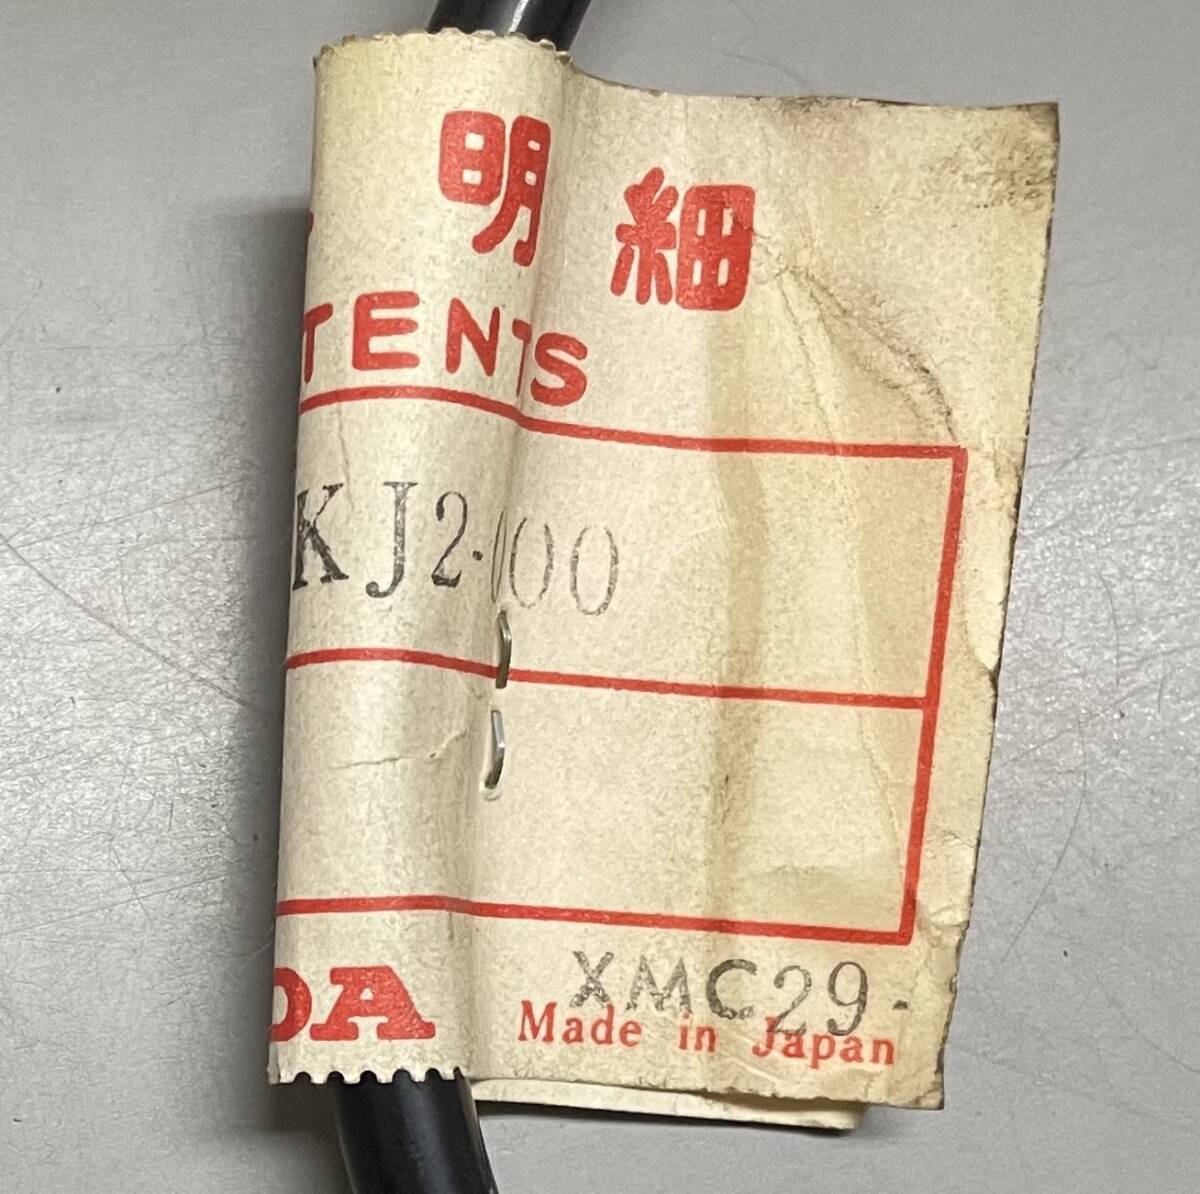 明細
TENTS
KJ2-000
XMC29-
DA
Made in Japan